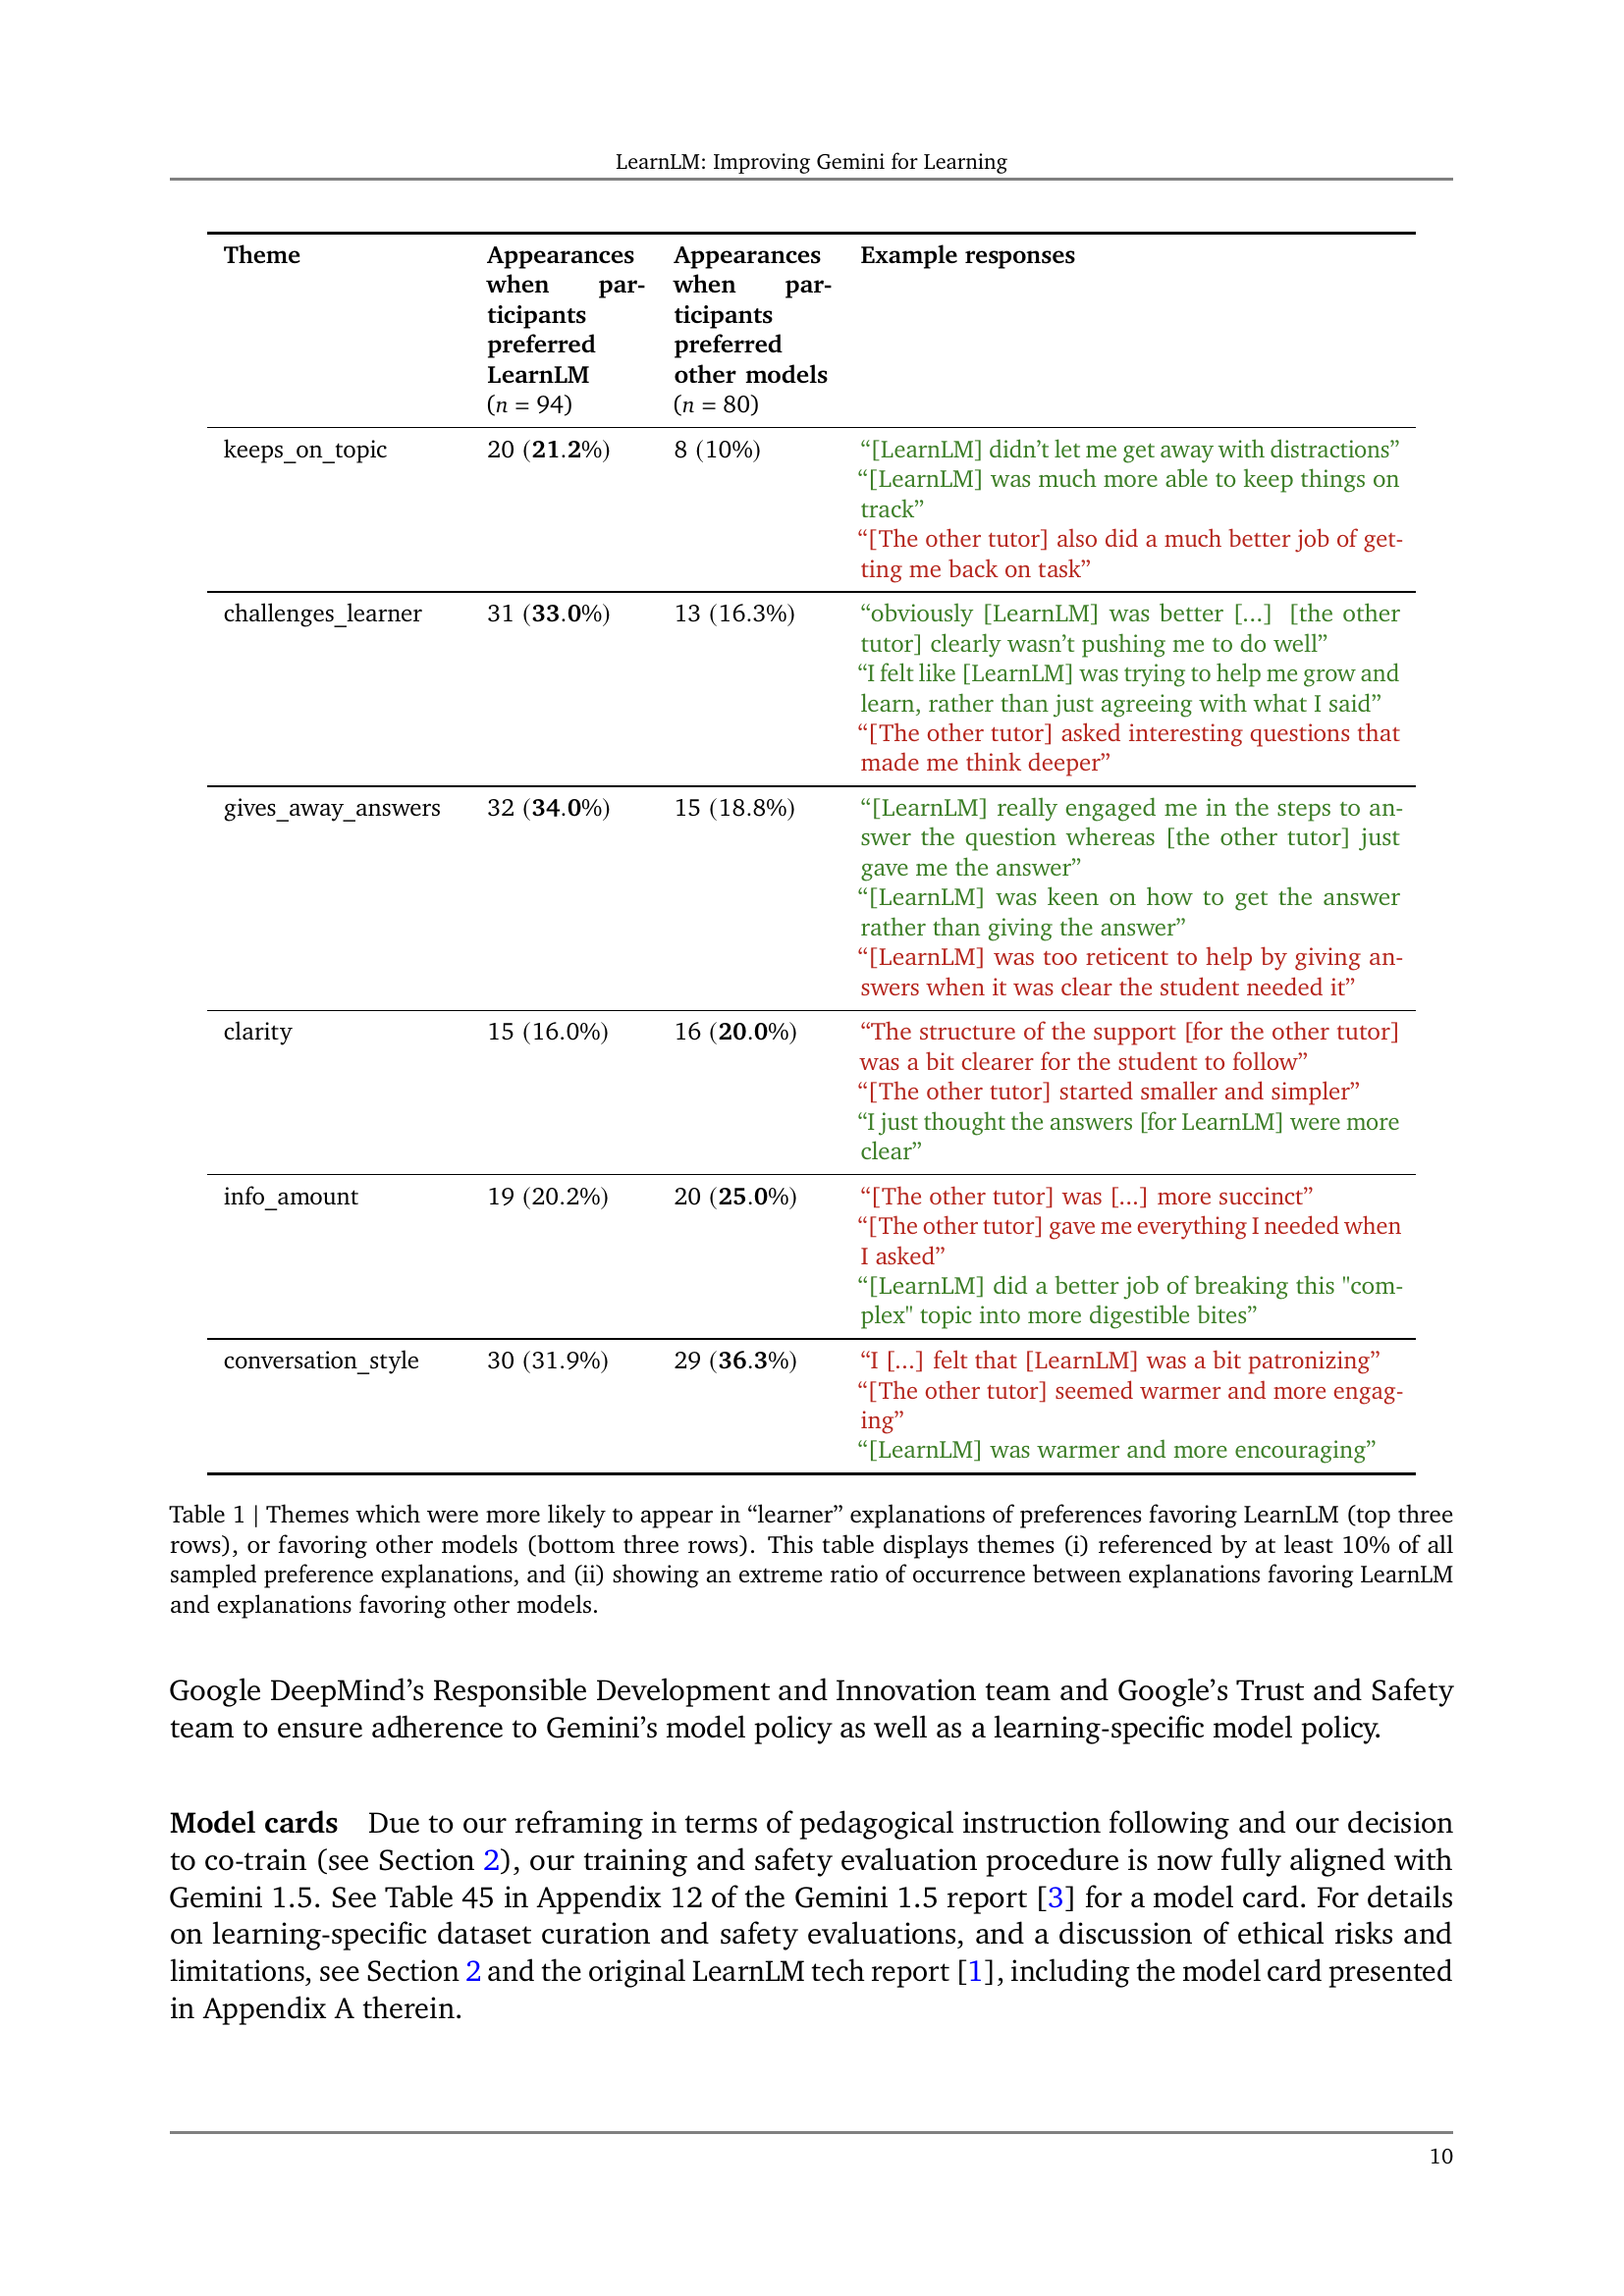 LearnLM: Improving Gemini for Learning
Theme
Appearances when par-
ticipants
preferred
LearnLM
(n = 94)
Appearances when par-
ticipants
preferred
other models
(n = 80)
Example responses
keeps_on_topic
20 (21.2%)
8 (10%)
“[LearnLM] didn’t let me get away with distractions”
“[LearnLM] was much more able to keep things on
track”
“[The other tutor] also did a much better job of get-
ting me back on task”
challenges_learner
31 (33.0%)
13 (16.3%)
“obviously [LearnLM] was better [...] [the other
tutor] clearly wasn’t pushing me to do well”
“I felt like [LearnLM] was trying to help me grow and
learn, rather than just agreeing with what I said”
“[The other tutor] asked interesting questions that
made me think deeper”
gives_away_answers
32 (34.0%)
15 (18.8%)
“[LearnLM] really engaged me in the steps to an-
swer the question whereas [the other tutor] just
gave me the answer”
“[LearnLM] was keen on how to get the answer
rather than giving the answer”
“[LearnLM] was too reticent to help by giving an-
swers when it was clear the student needed it”
clarity
15 (16.0%)
16 (20.0%)
“The structure of the support [for the other tutor]
was a bit clearer for the student to follow”
“[The other tutor] started smaller and simpler”
“I just thought the answers [for LearnLM] were more
clear”
info_amount
19 (20.2%)
20 (25.0%)
“[The other tutor] was [...] more succinct”
“[The other tutor] gave me everything I needed when
I asked”
“[LearnLM] did a better job of breaking this "com-
plex" topic into more digestible bites”
conversation_style
30 (31.9%)
29 (36.3%)
“I [...] felt that [LearnLM] was a bit patronizing”
“[The other tutor] seemed warmer and more engag-
ing”
“[LearnLM] was warmer and more encouraging”
Table 1 | Themes which were more likely to appear in “learner” explanations of preferences favoring LearnLM (top three
rows), or favoring other models (bottom three rows). This table displays themes (i) referenced by at least 10% of all
sampled preference explanations, and (ii) showing an extreme ratio of occurrence between explanations favoring LearnLM
and explanations favoring other models.
Google DeepMind’s Responsible Development and Innovation team and Google’s Trust and Safety
team to ensure adherence to Gemini’s model policy as well as a learning-specific model policy.
Model cards Due to our reframing in terms of pedagogical instruction following and our decision
to co-train (see Section 2), our training and safety evaluation procedure is now fully aligned with
Gemini 1.5. See Table 45 in Appendix 12 of the Gemini 1.5 report [3] for a model card. For details
on learning-specific dataset curation and safety evaluations, and a discussion of ethical risks and
limitations, see Section 2 and the original LearnLM tech report [1], including the model card presented
in Appendix A therein.
10